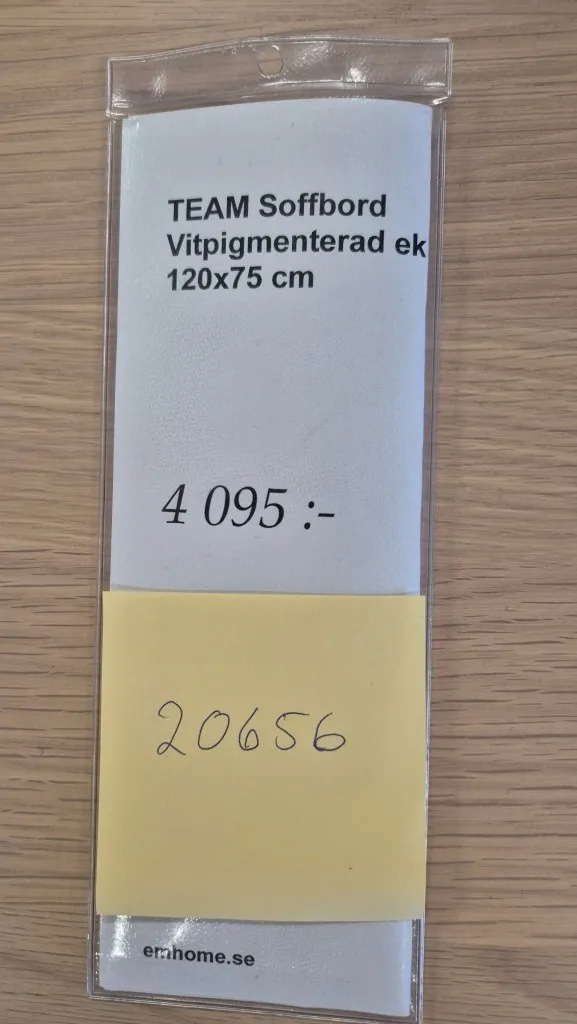 TEAM Soffbord
Vitpigmenterad ek
120x75 cm
4 095 :-
20656
emhome.se